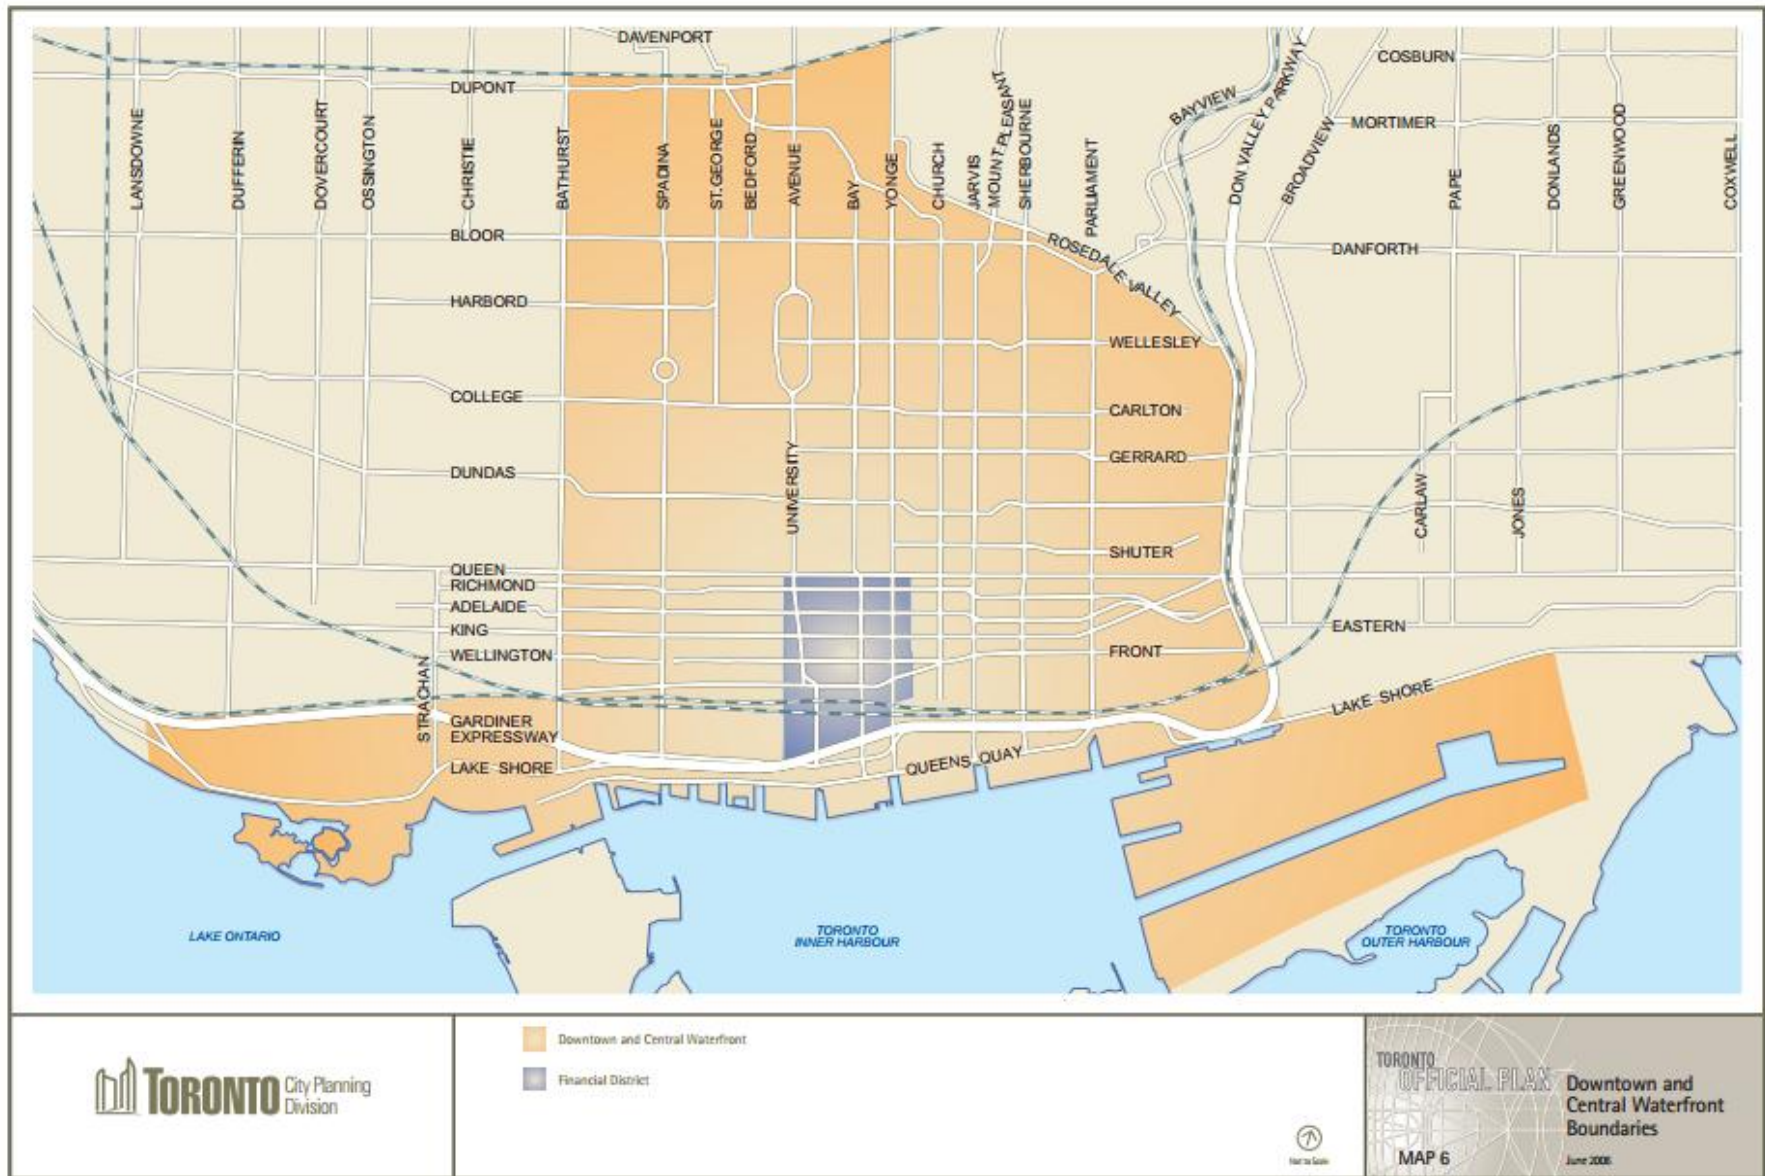 DAVENPORT
COSBURN
DUPONT
BAYVIEW
DON VALLEY PARKWAY
MORTIMER
LANSDOWNE
DUFFERIN
DOVERCOURT
OSSINGTON
CHRISTIE
BATHURST
SPADINA
ST.GEORGE
BEDFORD
AVENUE
BAY
YONGE
CHURCH
JARVIS
MOUNT PLEASANT
SHERBOURNE
PARLIAMENT
BROADVIEW
PAPE
DONLANDS
GREENWOOD
COXWELL
BLOOR
ROSEDALE VALLEY
DANFORTH
HARBORD
WELLESLEY
COLLEGE
CARLTON
UNIVERSITY
GERRARD
DUNDAS
CARLAW
JONES
SHUTER
QUEEN
RICHMOND
ADELAIDE
KING
EASTERN
WELLINGTON
FRONT
STRACHAN
LAKE SHORE
GARDINER
EXPRESSWAY
LAKE SHORE
QUEENS QUAY
LAKE ONTARIO
TORONTO
INNER HARBOUR
TORONTO
OUTER HARBOUR
TORONTO City Planning
Division
Downtown and Central Waterfront
Financial District
Not to Scale
TORONTO
OFFICIAL PLAN
MAP 6
Downtown and
Central Waterfront
Boundaries
June 2006